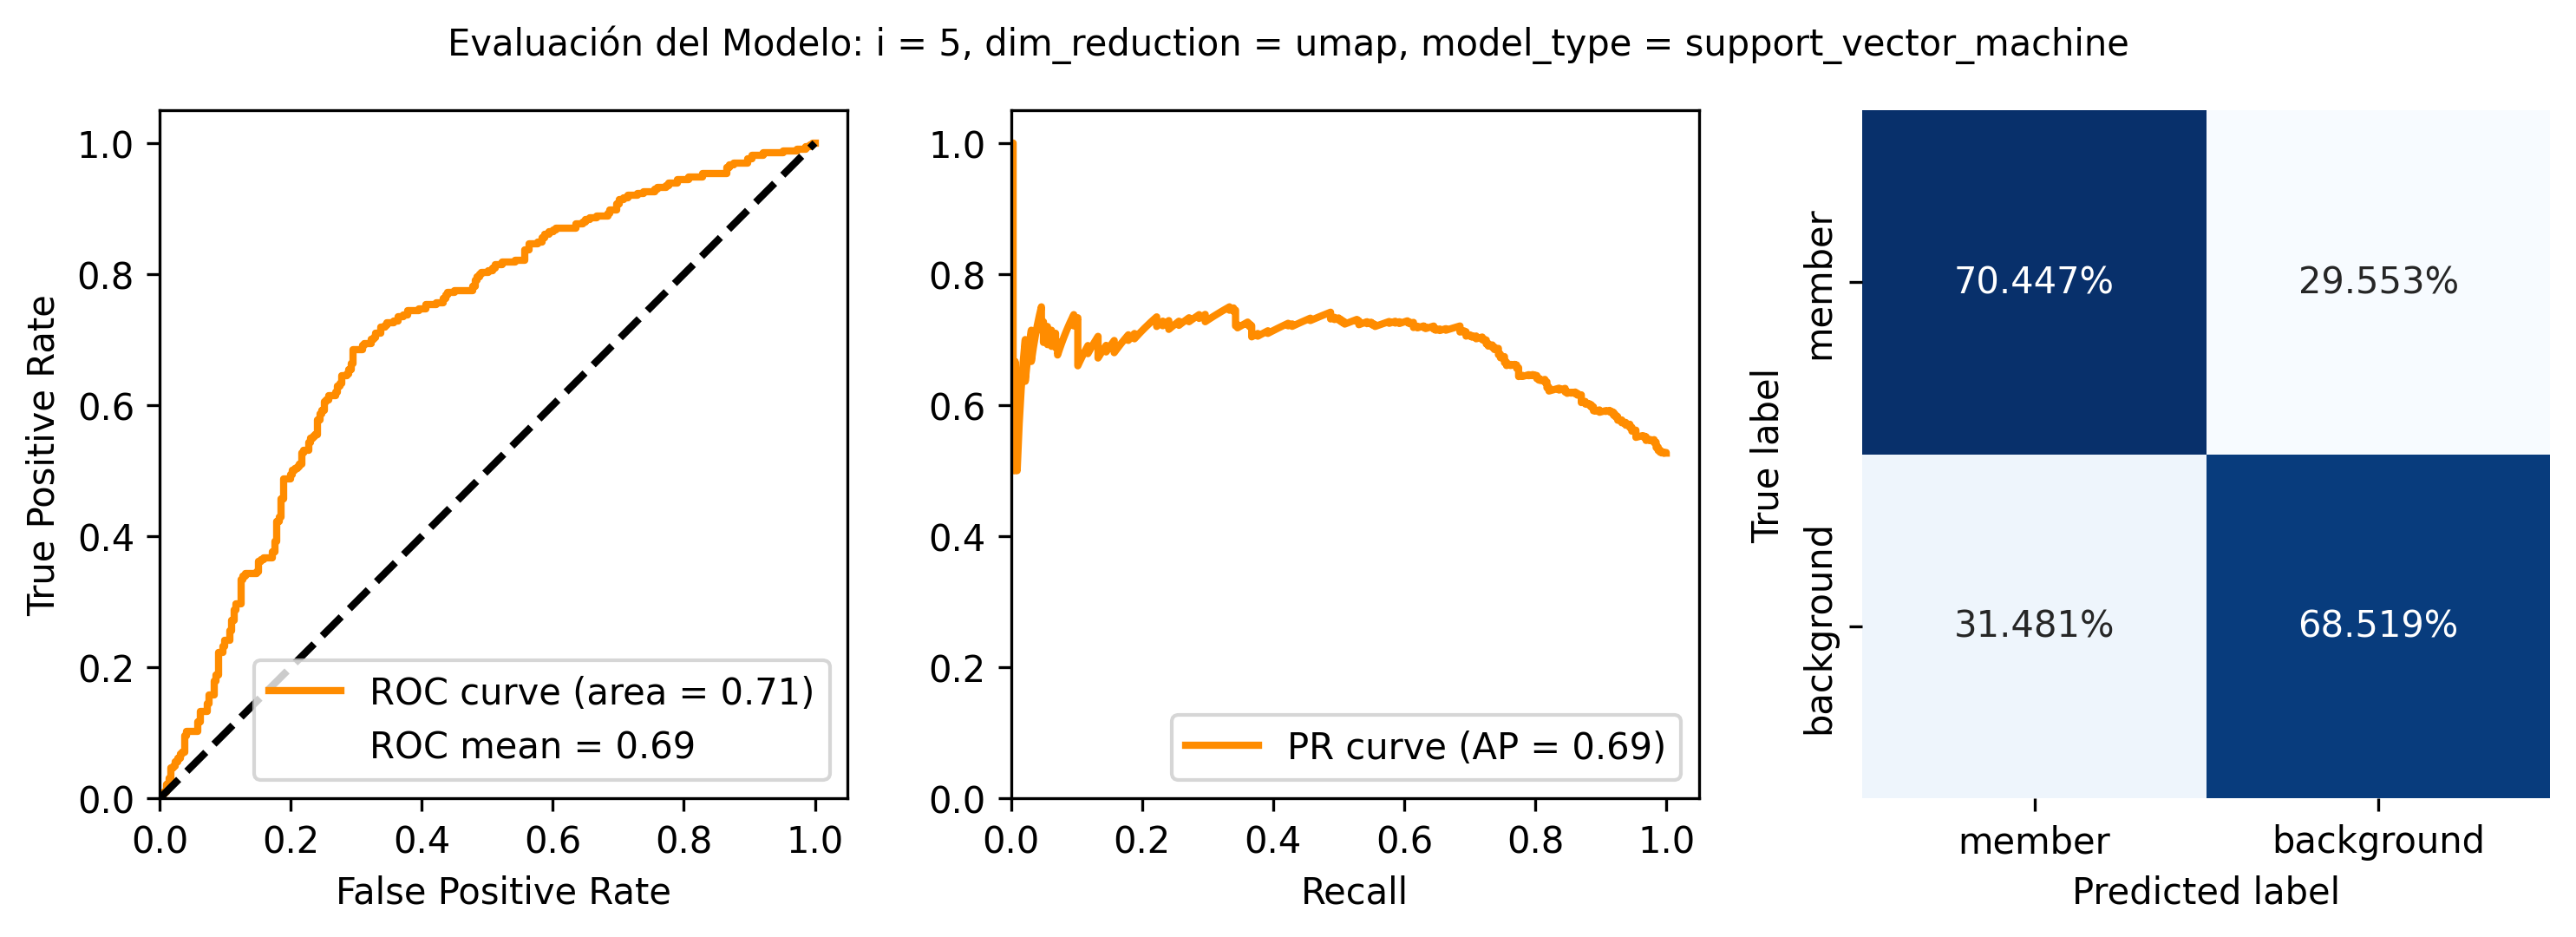 Evaluación del Modelo: i = 5, dim_reduction = umap, model_type = support_vector_machine
True Positive Rate
1.0
0.8
0.6
0.4
0.2
0.0
ROC curve (area = 0.71)
ROC mean = 0.69
0.0 0.2 0.4 0.6 0.8 1.0
False Positive Rate
1.0
0.8
0.6
0.4
0.2
0.0
PR curve (AP = 0.69)
0.0 0.2 0.4 0.6 0.8 1.0
Recall
True label
member
background
70.447% 29.553%
31.481% 68.519%
member background
Predicted label